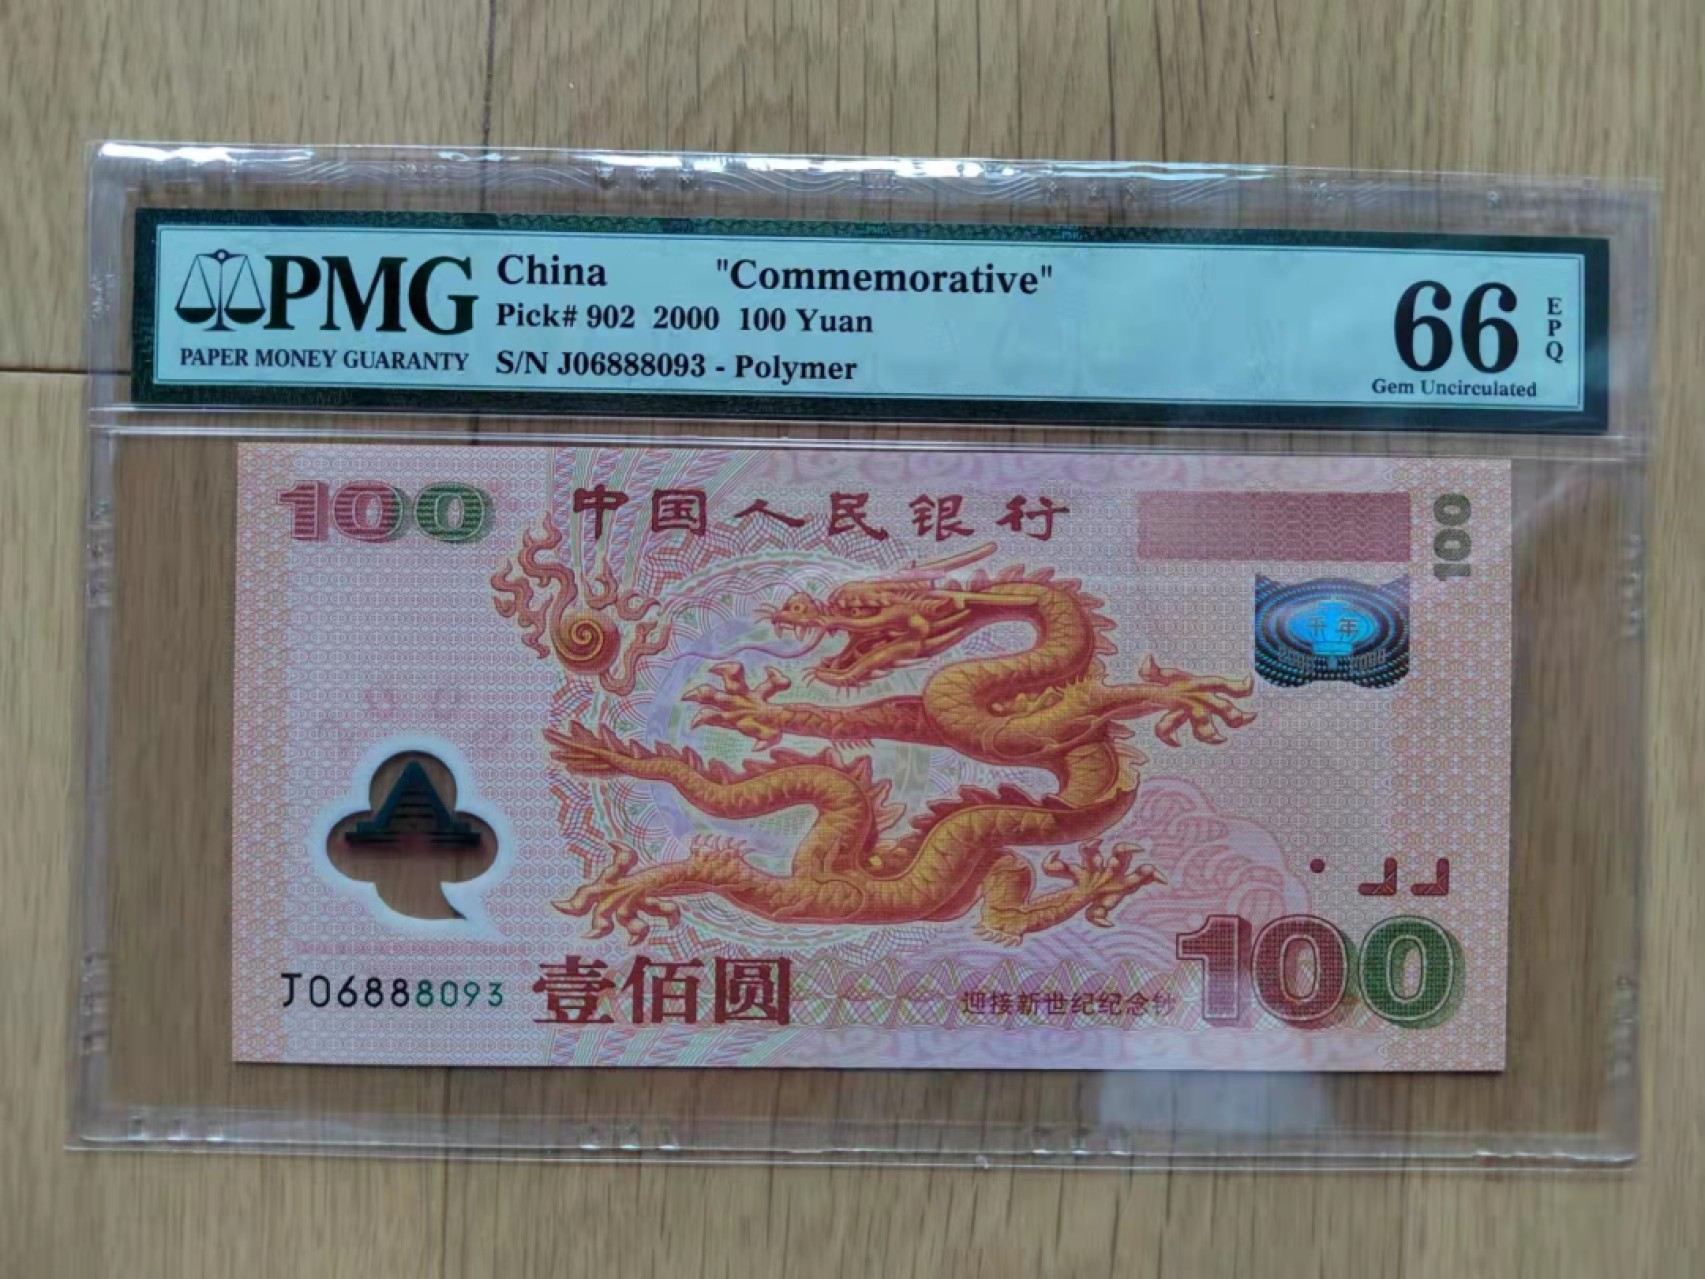 PMG
PAPER MONEY GUARANTY
China "Commemorative"
Pick# 902 2000 100 Yuan
S/N J06888093 - Polymer
66
EPQ
Gem Uncirculated
100
中国人民银行
100
千年
100
J06888093
壹佰圆
迎接新世纪纪念钞